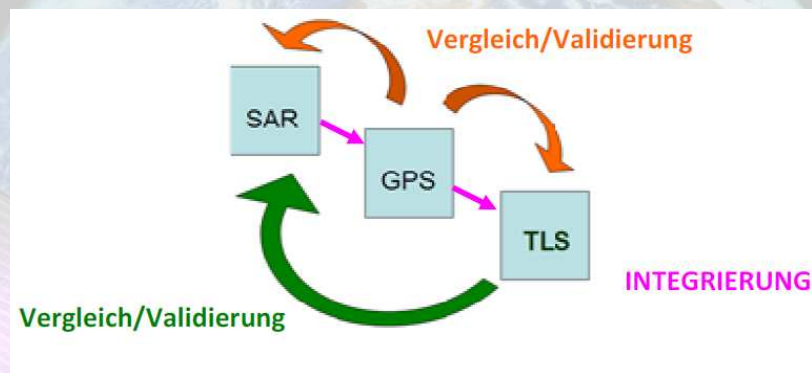 Vergleich/Validierung
SAR
GPS
TLS
INTEGRIERUNG
Vergleich/Validierung